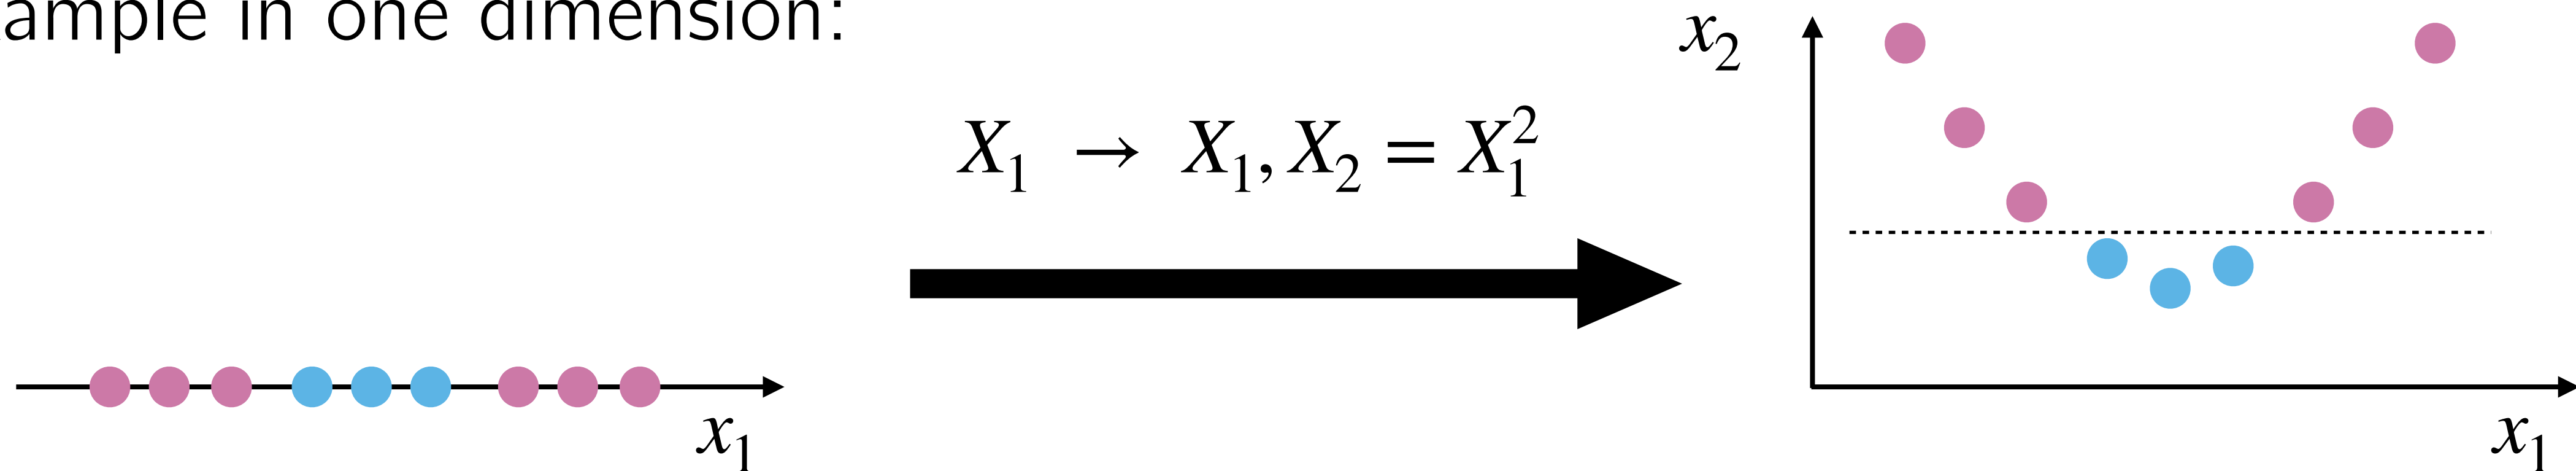 ample in one dimension:
X₁ → X₁, X₂ = X₁²
x₁
x₂
x₁